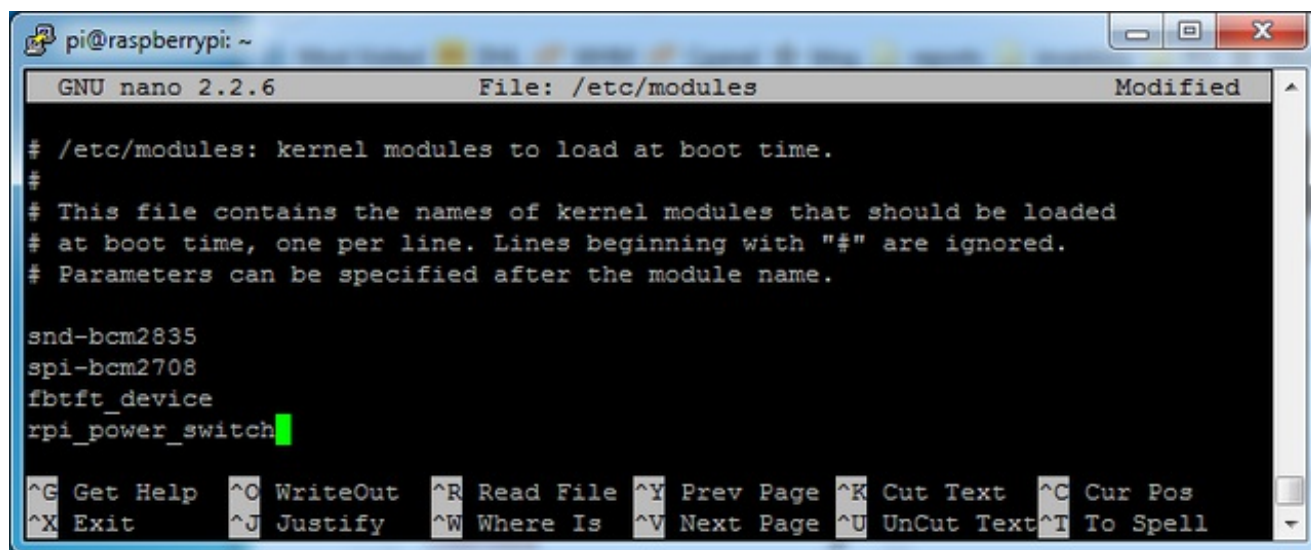 pi@raspberrypi: ~
GNU nano 2.2.6 File: /etc/modules Modified
# /etc/modules: kernel modules to load at boot time.
#
# This file contains the names of kernel modules that should be loaded
# at boot time, one per line. Lines beginning with "#" are ignored.
# Parameters can be specified after the module name.
snd-bcm2835
spi-bcm2708
fbtft_device
rpi_power_switch
^G Get Help ^O WriteOut ^R Read File ^Y Prev Page ^K Cut Text ^C Cur Pos
^X Exit ^J Justify ^W Where Is ^V Next Page ^U UnCut Text^T To Spell